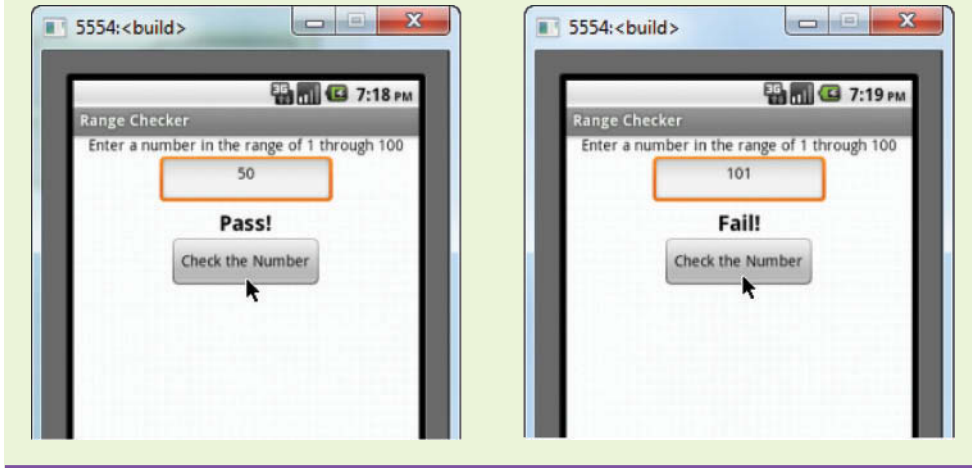 5554:<build>
3G 7:18 PM
Range Checker
Enter a number in the range of 1 through 100
50
Pass!
Check the Number
5554:<build>
3G 7:19 PM
Range Checker
Enter a number in the range of 1 through 100
101
Fail!
Check the Number